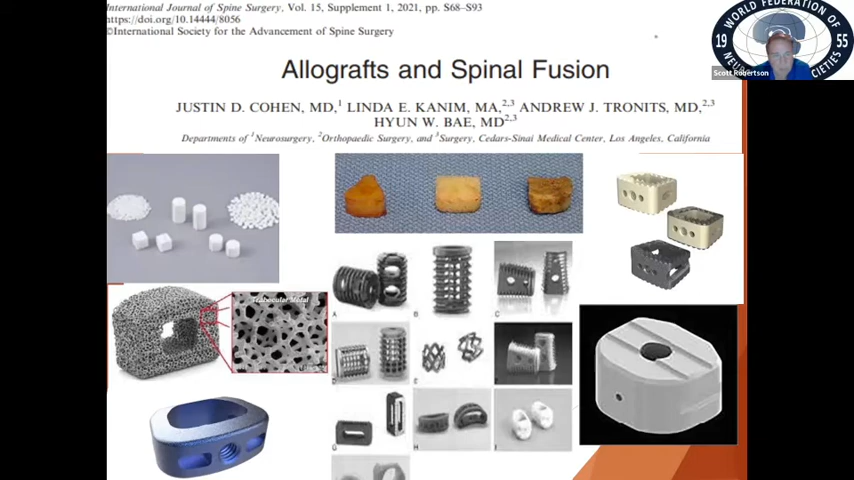 International Journal of Spine Surgery, Vol. 15, Supplement 1, 2021, pp. S68–S93
https://doi.org/10.14444/8056
©International Society for the Advancement of Spine Surgery
WORLD FEDERATION OF
19 55
NEUROSURGICAL SOCIETIES
Scott Robertson
Allografts and Spinal Fusion
JUSTIN D. COHEN, MD,1 LINDA E. KANIM, MA,2,3 ANDREW J. TRONITS, MD,2,3
HYUN W. BAE, MD2,3
Departments of 1Neurosurgery, 2Orthopaedic Surgery, and 3Surgery, Cedars-Sinai Medical Center, Los Angeles, California
Trabecular Metal
A B C
D E F
G H I